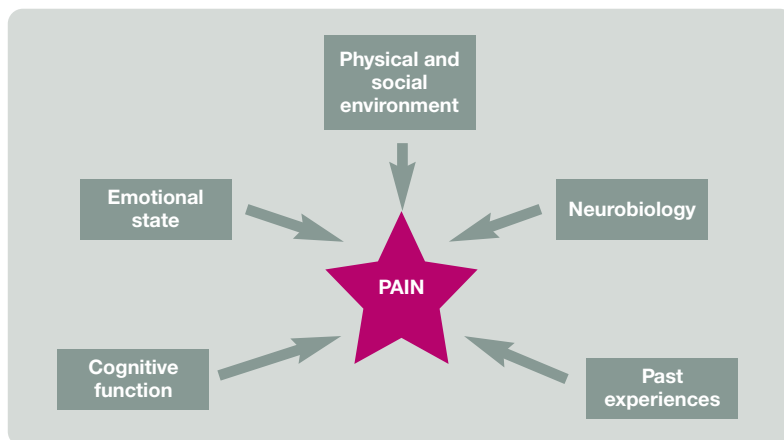 Physical and
social
environment
Emotional
state
Neurobiology
PAIN
Cognitive
function
Past
experiences